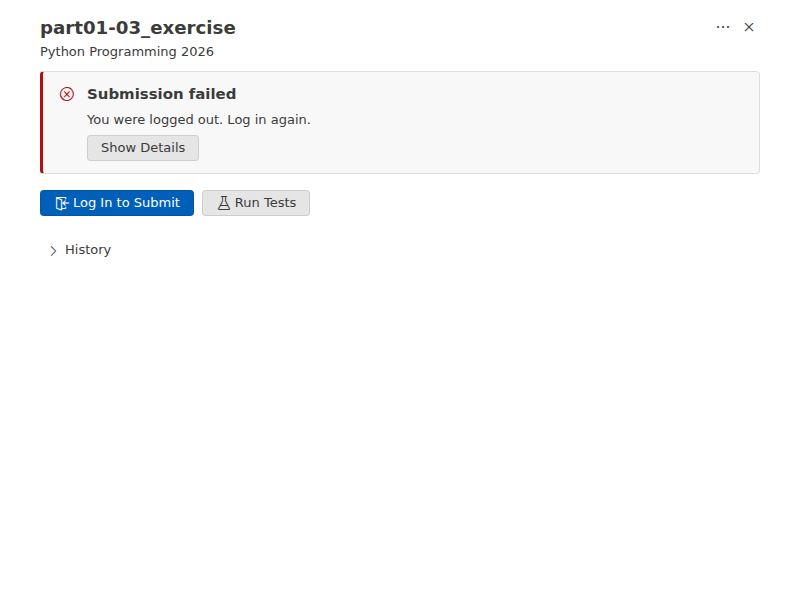 part01-03_exercise
Python Programming 2026
Submission failed
You were logged out. Log in again.
Show Details
Log In to Submit
Run Tests
History